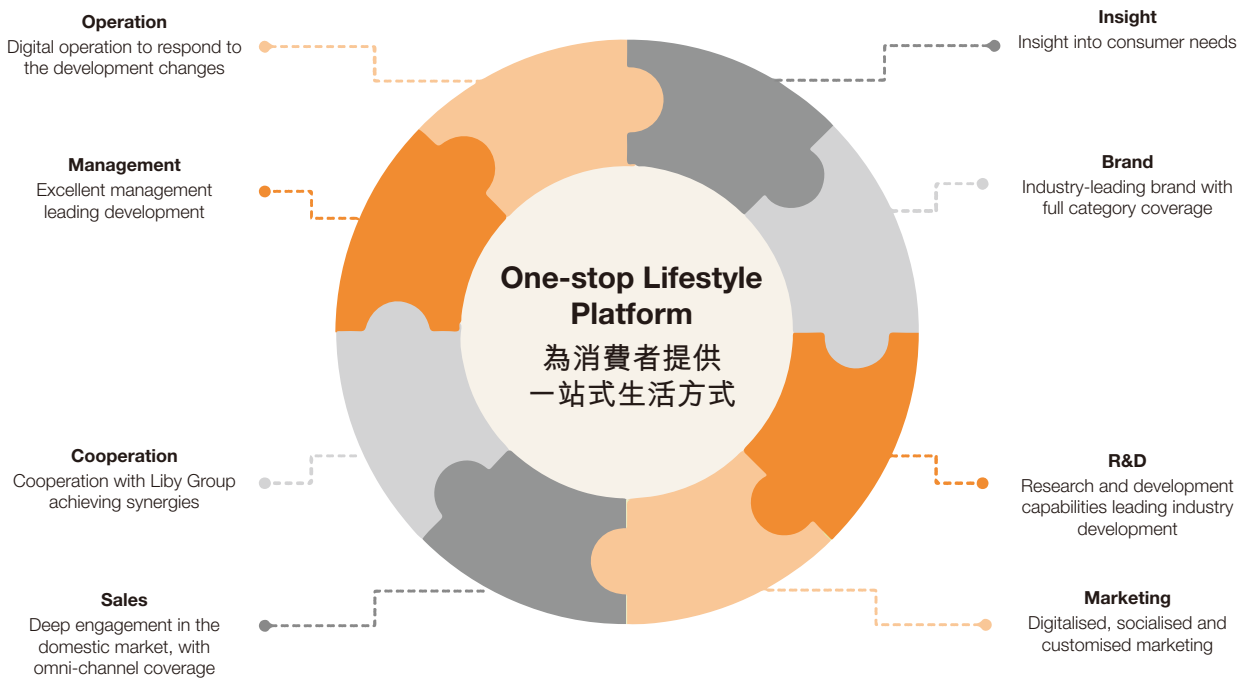 Operation
Digital operation to respond to
the development changes
Management
Excellent management
leading development
Cooperation
Cooperation with Liby Group
achieving synergies
Sales
Deep engagement in the
domestic market, with
omni-channel coverage
One-stop Lifestyle
Platform
為消費者提供
一站式生活方式
Insight
Insight into consumer needs
Brand
Industry-leading brand with
full category coverage
R&D
Research and development
capabilities leading industry
development
Marketing
Digitalised, socialised and
customised marketing